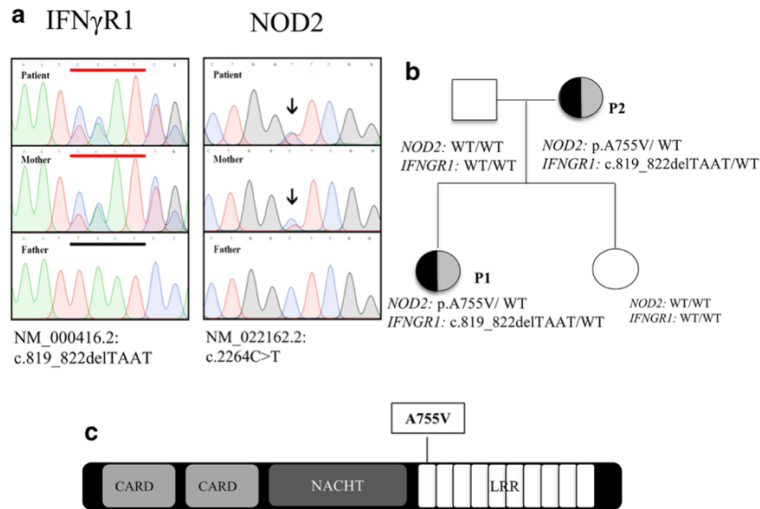 a
IFNγR1
NOD2
Patient
Mother
Father
NM_000416.2:
c.819_822delTAAT
Patient
Mother
Father
NM_022162.2:
c.2264C>T
b
P2
NOD2: WT/WT
IFNGR1: WT/WT
NOD2: p.A755V/ WT
IFNGR1: c.819_822delTAAT/WT
P1
NOD2: p.A755V/ WT
IFNGR1: c.819_822delTAAT/WT
NOD2: WT/WT
IFNGR1: WT/WT
c
A755V
CARD
CARD
NACHT
LRR